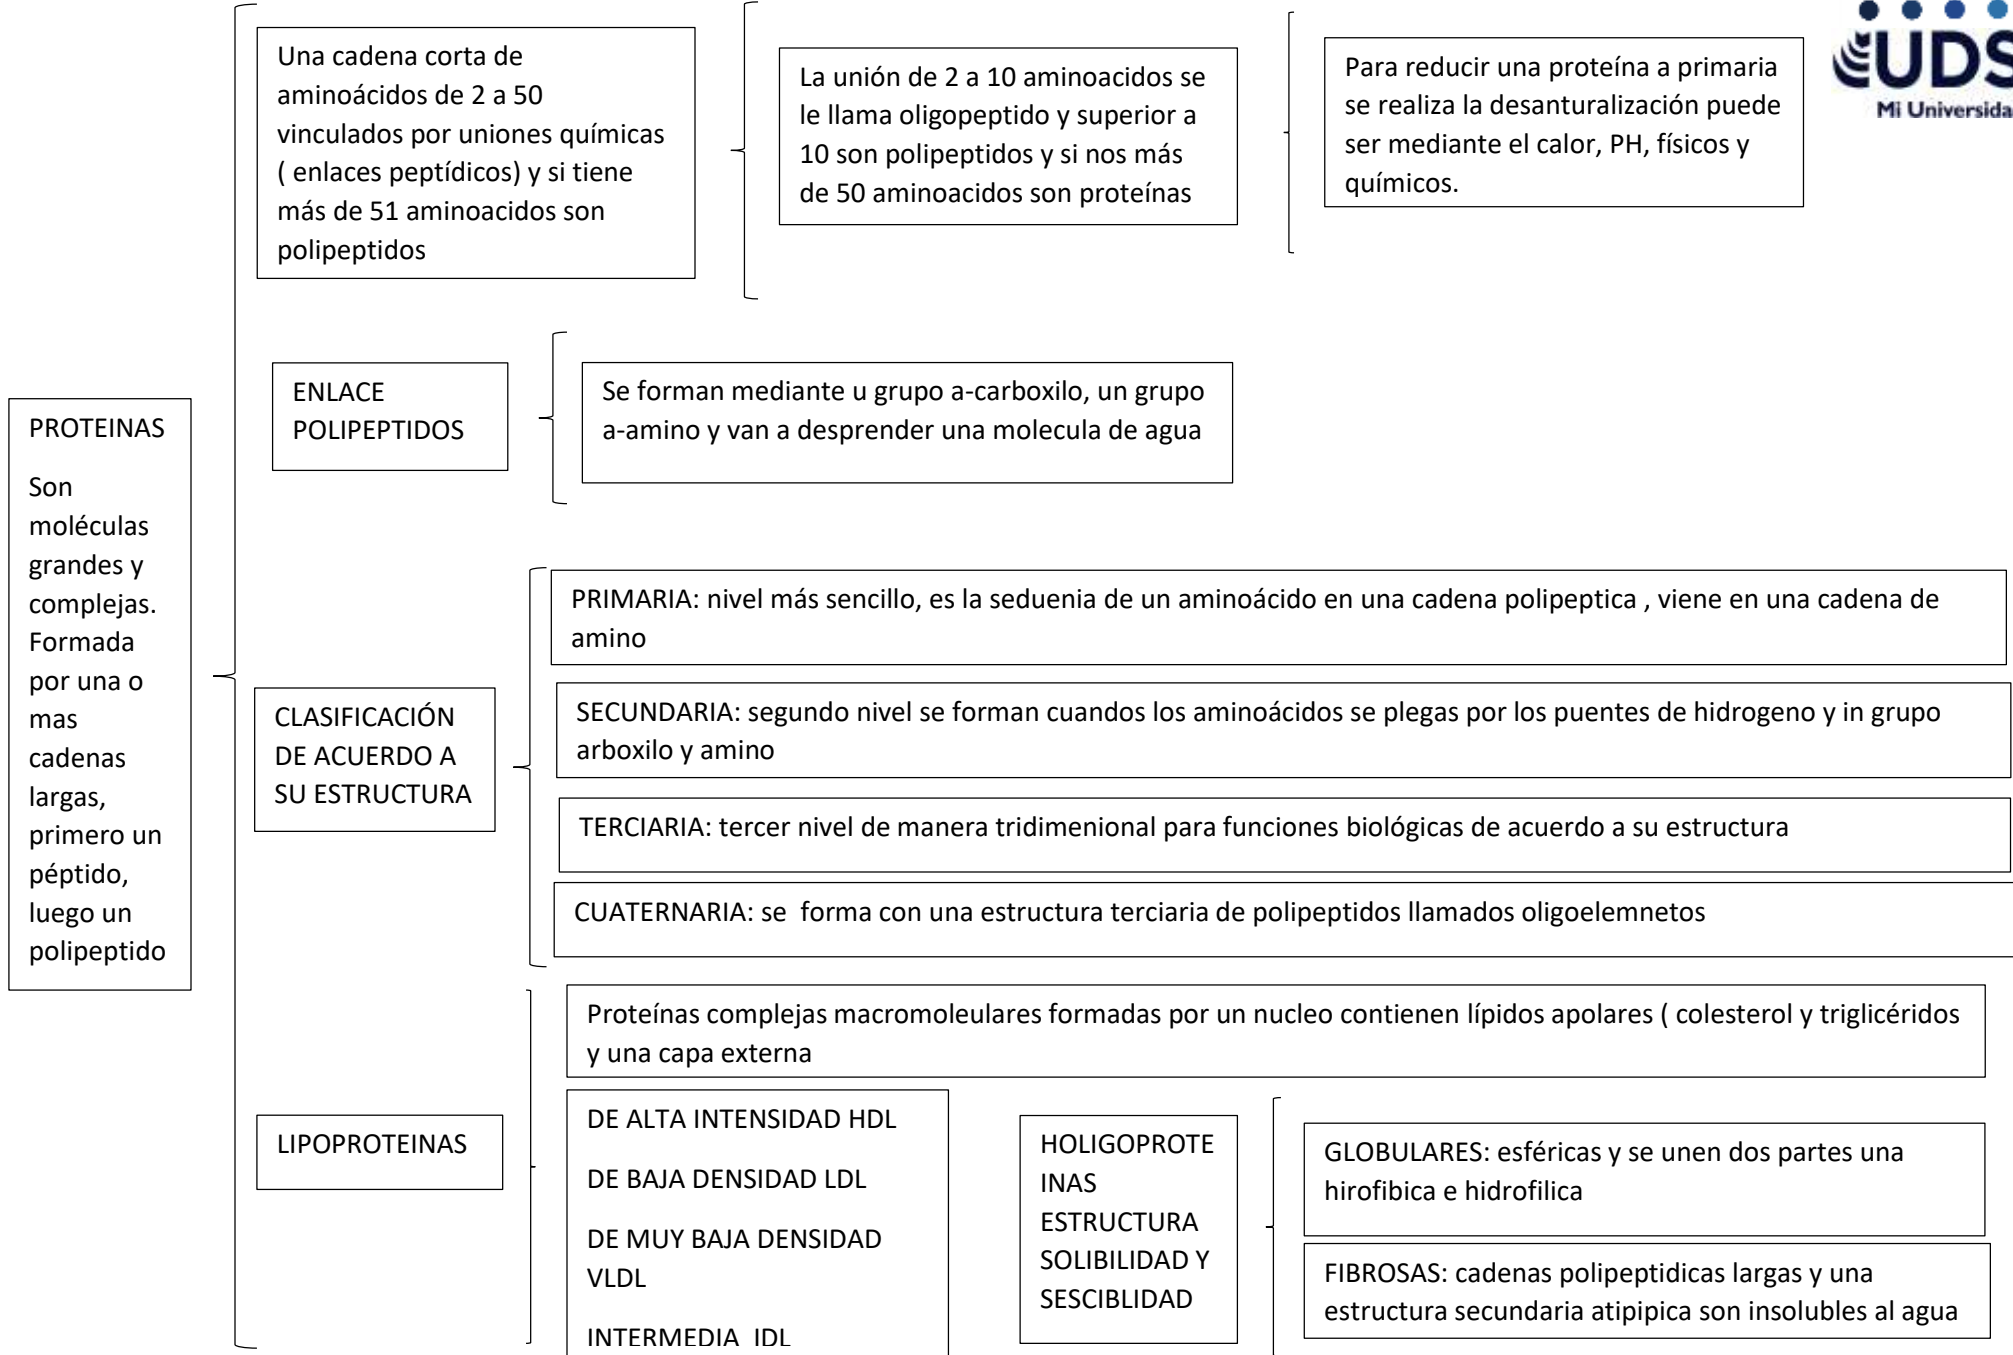 Una cadena corta de
aminoácidos de 2 a 50
vinculados por uniones químicas
( enlaces peptídicos) y si tiene
más de 51 aminoacidos son
polipeptidos
La unión de 2 a 10 aminoacidos se
le llama oligopeptido y superior a
10 son polipeptidos y si nos más
de 50 aminoacidos son proteínas
Para reducir una proteína a primaria
se realiza la desanturalización puede
ser mediante el calor, PH, físicos y
químicos.
UDS
Mi Universida
PROTEINAS
Son
moléculas
grandes y
complejas.
Formada
por una o
mas
cadenas
largas,
primero un
péptido,
luego un
polipeptido
ENLACE
POLIPEPTIDOS
Se forman mediante u grupo a-carboxilo, un grupo
a-amino y van a desprender una molecula de agua
CLASIFICACIÓN
DE ACUERDO A
SU ESTRUCTURA
PRIMARIA: nivel más sencillo, es la seduenia de un aminoácido en una cadena polipeptica , viene en una cadena de
amino
SECUNDARIA: segundo nivel se forman cuandos los aminoácidos se plegas por los puentes de hidrogeno y in grupo
arboxilo y amino
TERCIARIA: tercer nivel de manera tridimenional para funciones biológicas de acuerdo a su estructura
CUATERNARIA: se  forma con una estructura terciaria de polipeptidos llamados oligoelemnetos
LIPOPROTEINAS
Proteínas complejas macromoleulares formadas por un nucleo contienen lípidos apolares ( colesterol y triglicéridos
y una capa externa
DE ALTA INTENSIDAD HDL
DE BAJA DENSIDAD LDL
DE MUY BAJA DENSIDAD
VLDL
INTERMEDIA  IDL
HOLIGOPROTE
INAS
ESTRUCTURA
SOLIBILIDAD Y
SESCIBLIDAD
GLOBULARES: esféricas y se unen dos partes una
hirofibica e hidrofilica
FIBROSAS: cadenas polipeptidicas largas y una
estructura secundaria atipipica son insolubles al agua